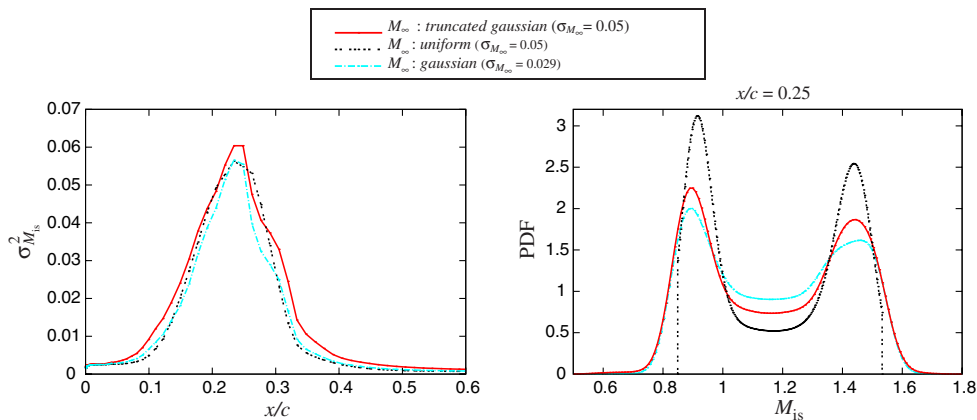 M∞ : truncated gaussian (σM∞ = 0.05)
M∞ : uniform (σM∞ = 0.05)
M∞ : gaussian (σM∞ = 0.029)
x/c = 0.25
0.07
0.06
0.05
0.04
0.03
0.02
0.01
0
σ²Mis
0 0.1 0.2 0.3 0.4 0.5 0.6
x/c
3
2.5
2
1.5
1
0.5
0
PDF
0.6 0.8 1 1.2 1.4 1.6 1.8
Mis